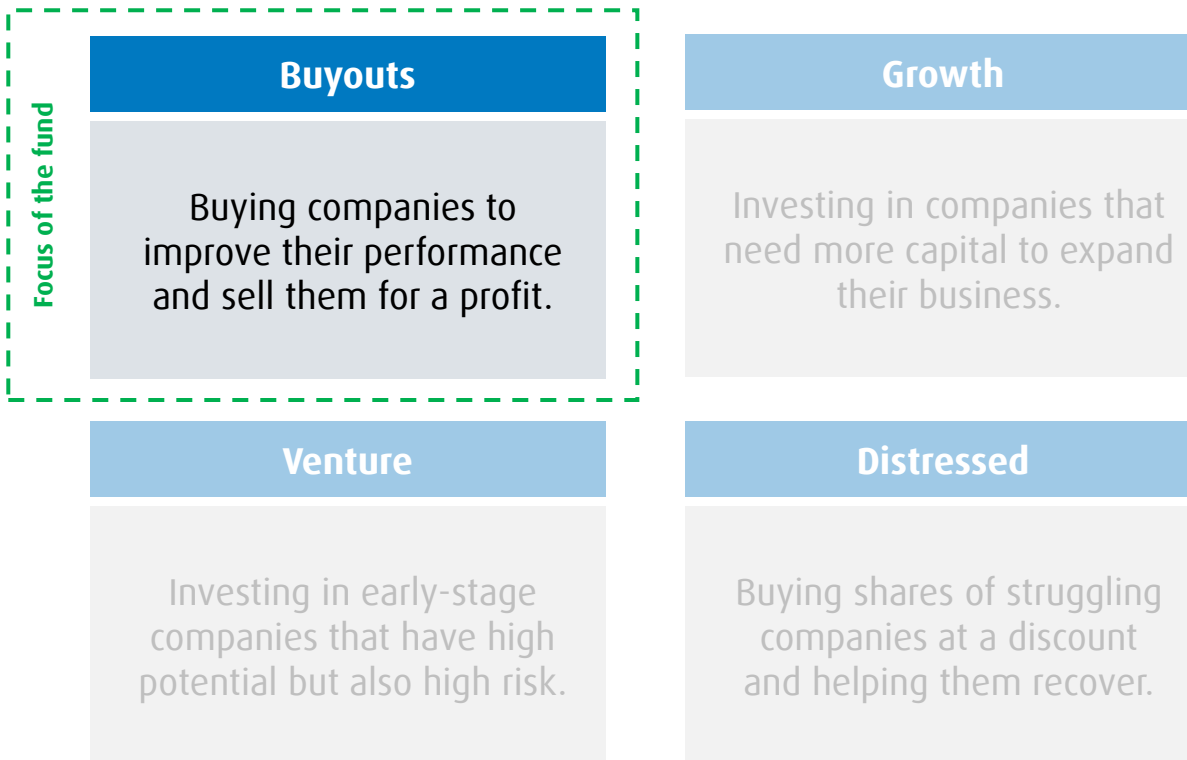 Focus of the fund
Buyouts
Buying companies to
improve their performance
and sell them for a profit.
Growth
Investing in companies that
need more capital to expand
their business.
Venture
Investing in early-stage
companies that have high
potential but also high risk.
Distressed
Buying shares of struggling
companies at a discount
and helping them recover.